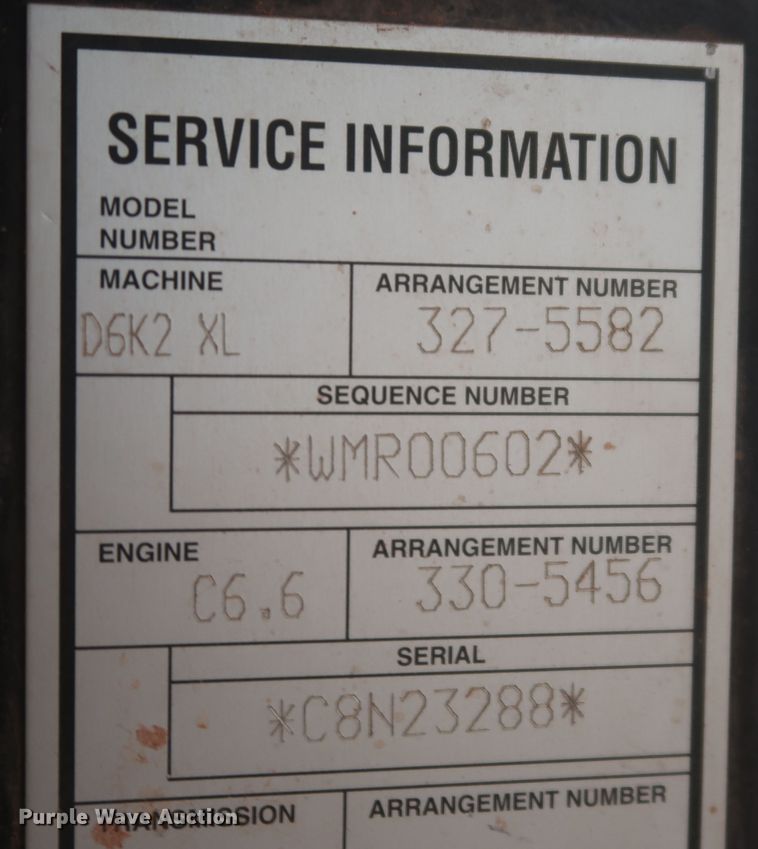 SERVICE INFORMATION
MODEL
NUMBER
MACHINE
ARRANGEMENT NUMBER
D6K2 XL
327-5582
SEQUENCE NUMBER
*WMR00602*
ENGINE
ARRANGEMENT NUMBER
C6.6
330-5456
SERIAL
*C8N23288*
TRANSMISSION
ARRANGEMENT NUMBER
Purple Wave Auction